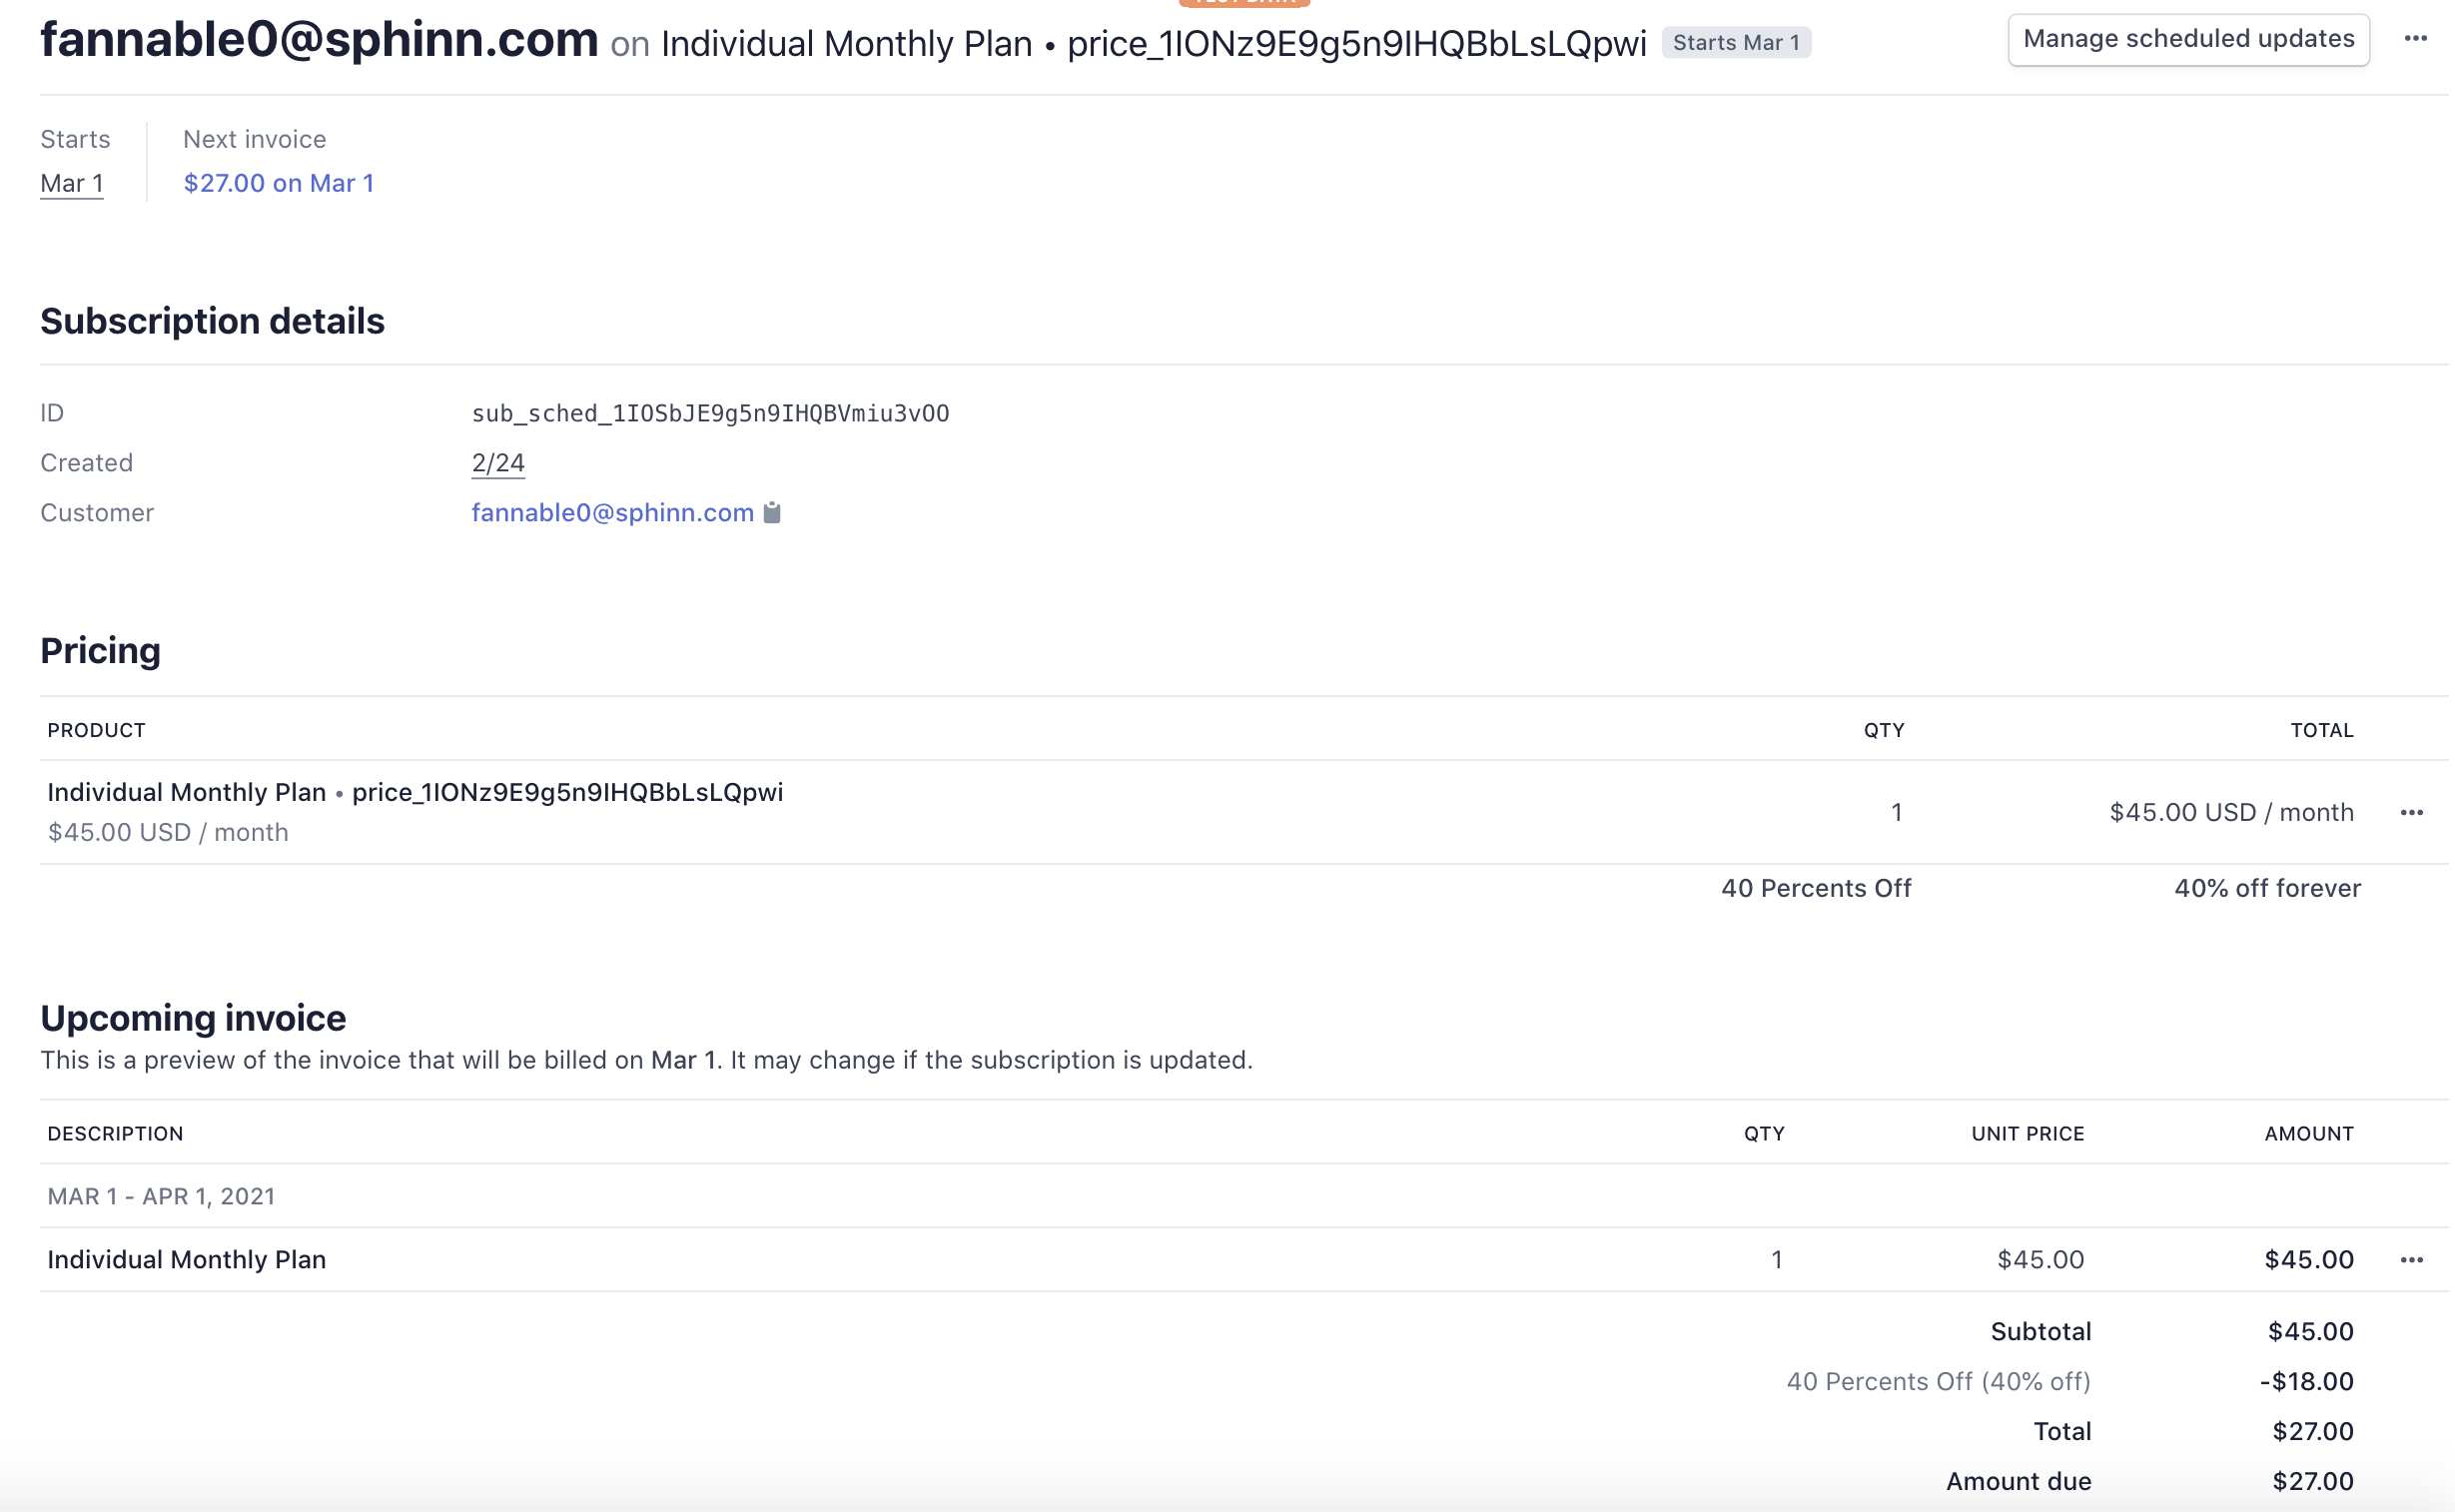 TEST DATA
fannable0@sphinn.com on Individual Monthly Plan • price_1IONz9E9g5n9IHQBbLsLQpwi Starts Mar 1 Manage scheduled updates
Starts Next invoice
Mar 1 $27.00 on Mar 1
Subscription details
ID sub_sched_1IOSbJE9g5n9IHQBVmiu3vOO
Created 2/24
Customer fannable0@sphinn.com
Pricing
PRODUCT QTY TOTAL
Individual Monthly Plan • price_1IONz9E9g5n9IHQBbLsLQpwi
$45.00 USD / month 1 $45.00 USD / month
40 Percents Off 40% off forever
Upcoming invoice
This is a preview of the invoice that will be billed on Mar 1. It may change if the subscription is updated.
DESCRIPTION QTY UNIT PRICE AMOUNT
MAR 1 - APR 1, 2021
Individual Monthly Plan 1 $45.00 $45.00
Subtotal $45.00
40 Percents Off (40% off) -$18.00
Total $27.00
Amount due $27.00